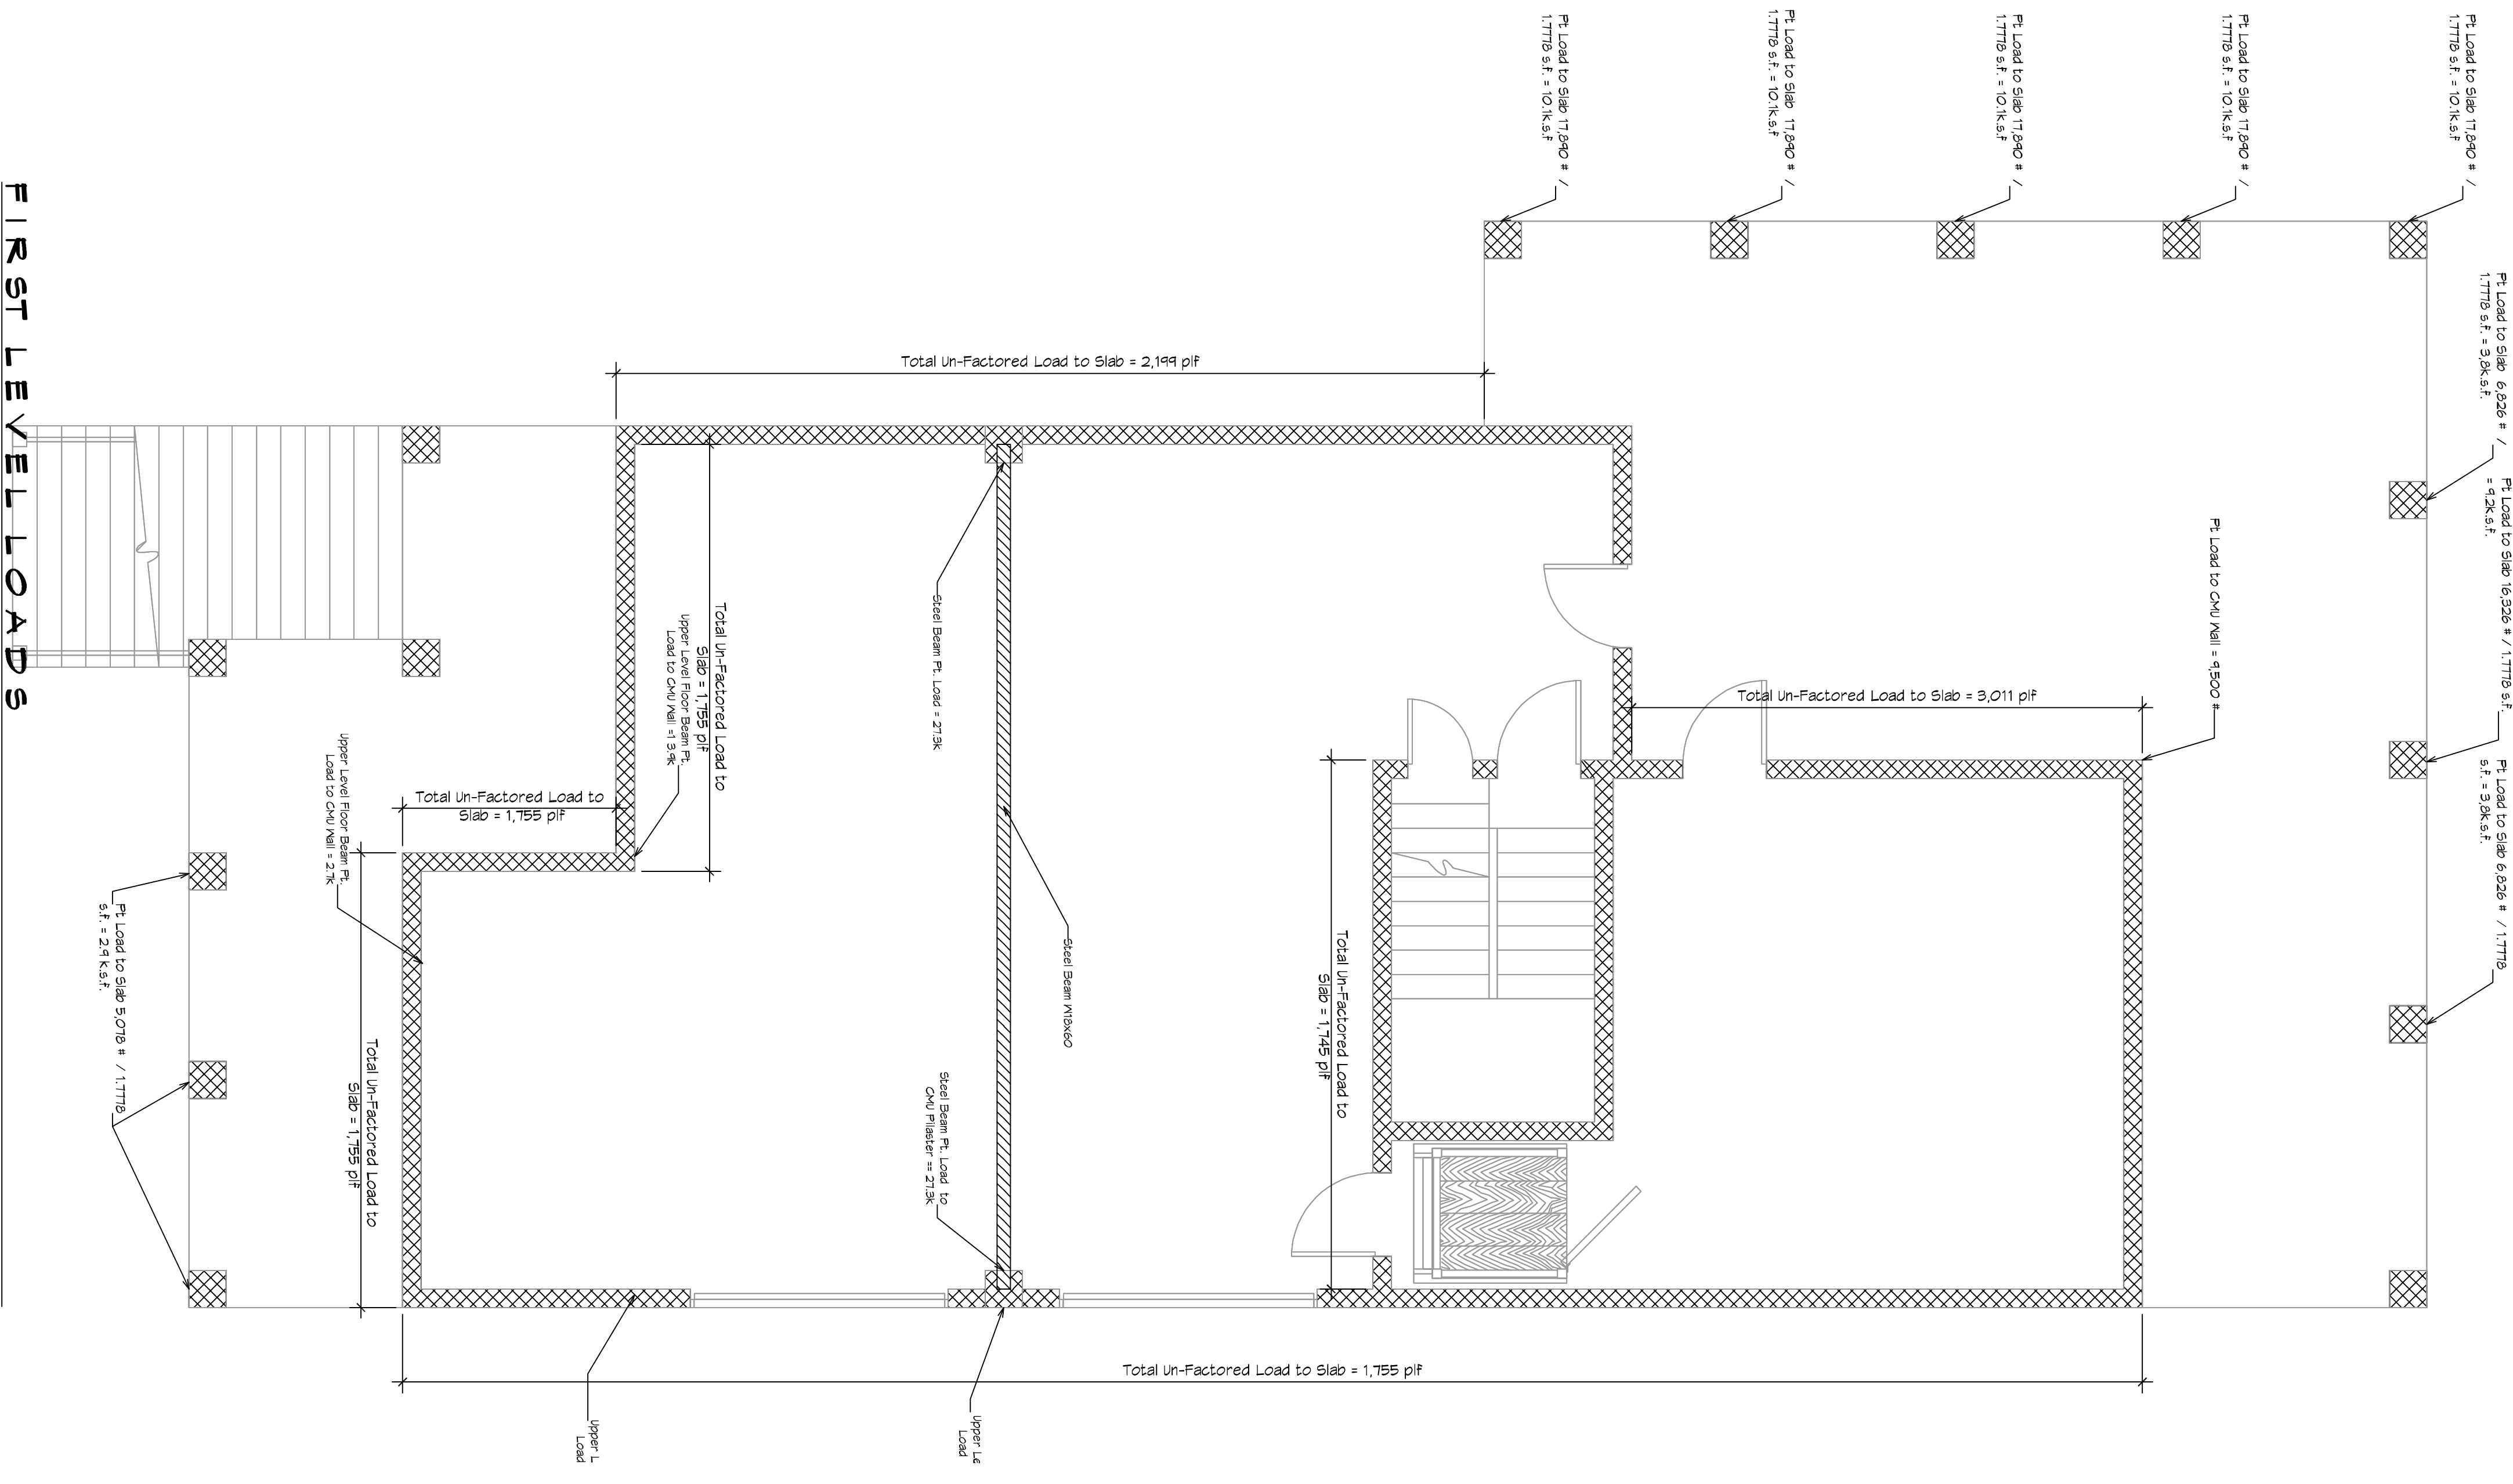 Pt Load to Slab 17,890 # /
1.7778 s.f. = 10.1k.s.f
Pt Load to Slab 17,890 # /
1.7778 s.f. = 10.1k.s.f
Pt Load to Slab 17,890 # /
1.7778 s.f. = 10.1k.s.f
Pt Load to Slab 17,890 # /
1.7778 s.f. = 10.1k.s.f
Pt Load to Slab 17,890 # /
1.7778 s.f. = 10.1k.s.f
Pt Load to Slab 6,826 # /
1.7778 s.f. = 3,8k.s.f.
Pt Load to Slab 16,326 # / 1.7778 s.f.
= 9.2k.s.f.
Pt Load to Slab 6,826 # / 1.7778
s.f. = 3,8k.s.f.
Pt Load to CMU Wall = 9,500 #
Total Un-Factored Load to Slab = 2,199 plf
Total Un-Factored Load to Slab = 3,011 plf
FIRST LEVEL LOADS
Total Un-Factored Load to
Slab = 1,755 plf
Upper Level Floor Beam Pt.
Load to CMU Wall =13.9k
Steel Beam Pt. Load = 27.3k
Total Un-Factored Load to
Slab = 1,755 plf
Upper Level Floor Beam Pt.
Load to CMU Wall = 2.7k
Steel Beam W18x60
Total Un-Factored Load to
Slab = 1,745 plf
Pt Load to Slab 5,078 # / 1.7778
s.f. = 2.9 k.s.f.
Total Un-Factored Load to
Slab = 1,755 plf
Steel Beam Pt. Load to
CMU Pilaster == 27.3k
Total Un-Factored Load to Slab = 1,755 plf
Upper L
Load
Upper Le
Load